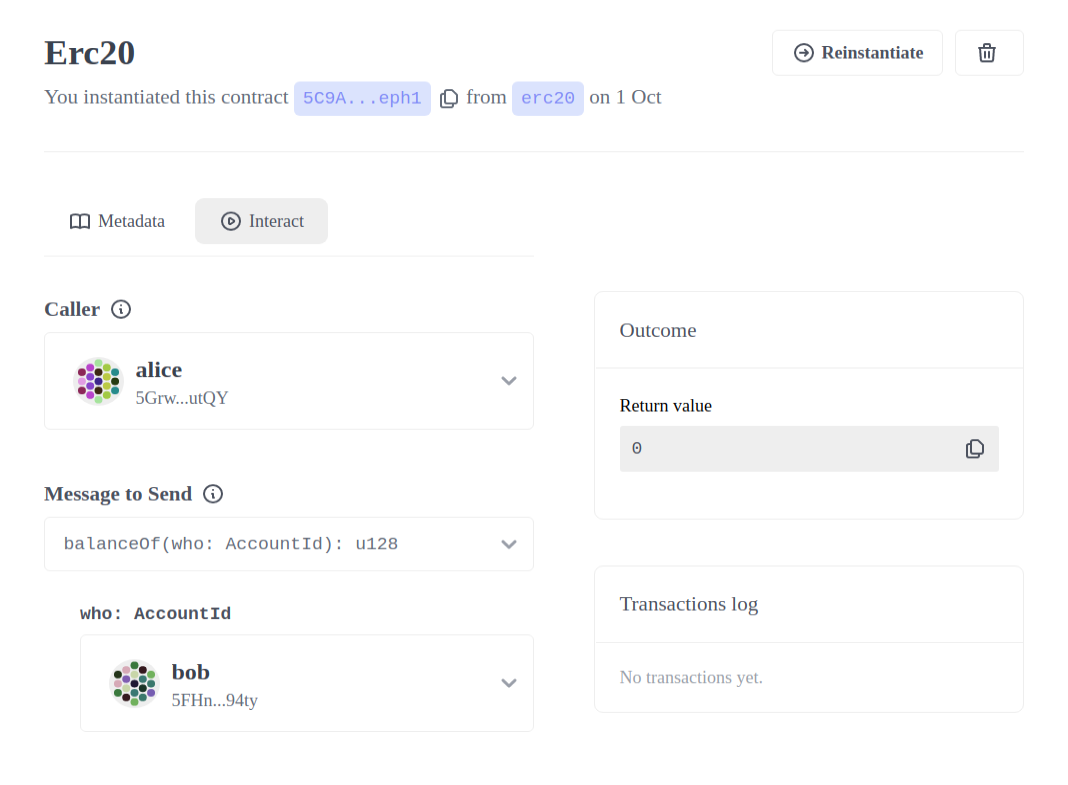 Erc20
Reinstantiate
You instantiated this contract 5C9A...eph1 from erc20 on 1 Oct
Metadata
Interact
Caller
alice
5Grw...utQY
Message to Send
balanceOf(who: AccountId): u128
who: AccountId
bob
5FHn...94ty
Outcome
Return value
0
Transactions log
No transactions yet.